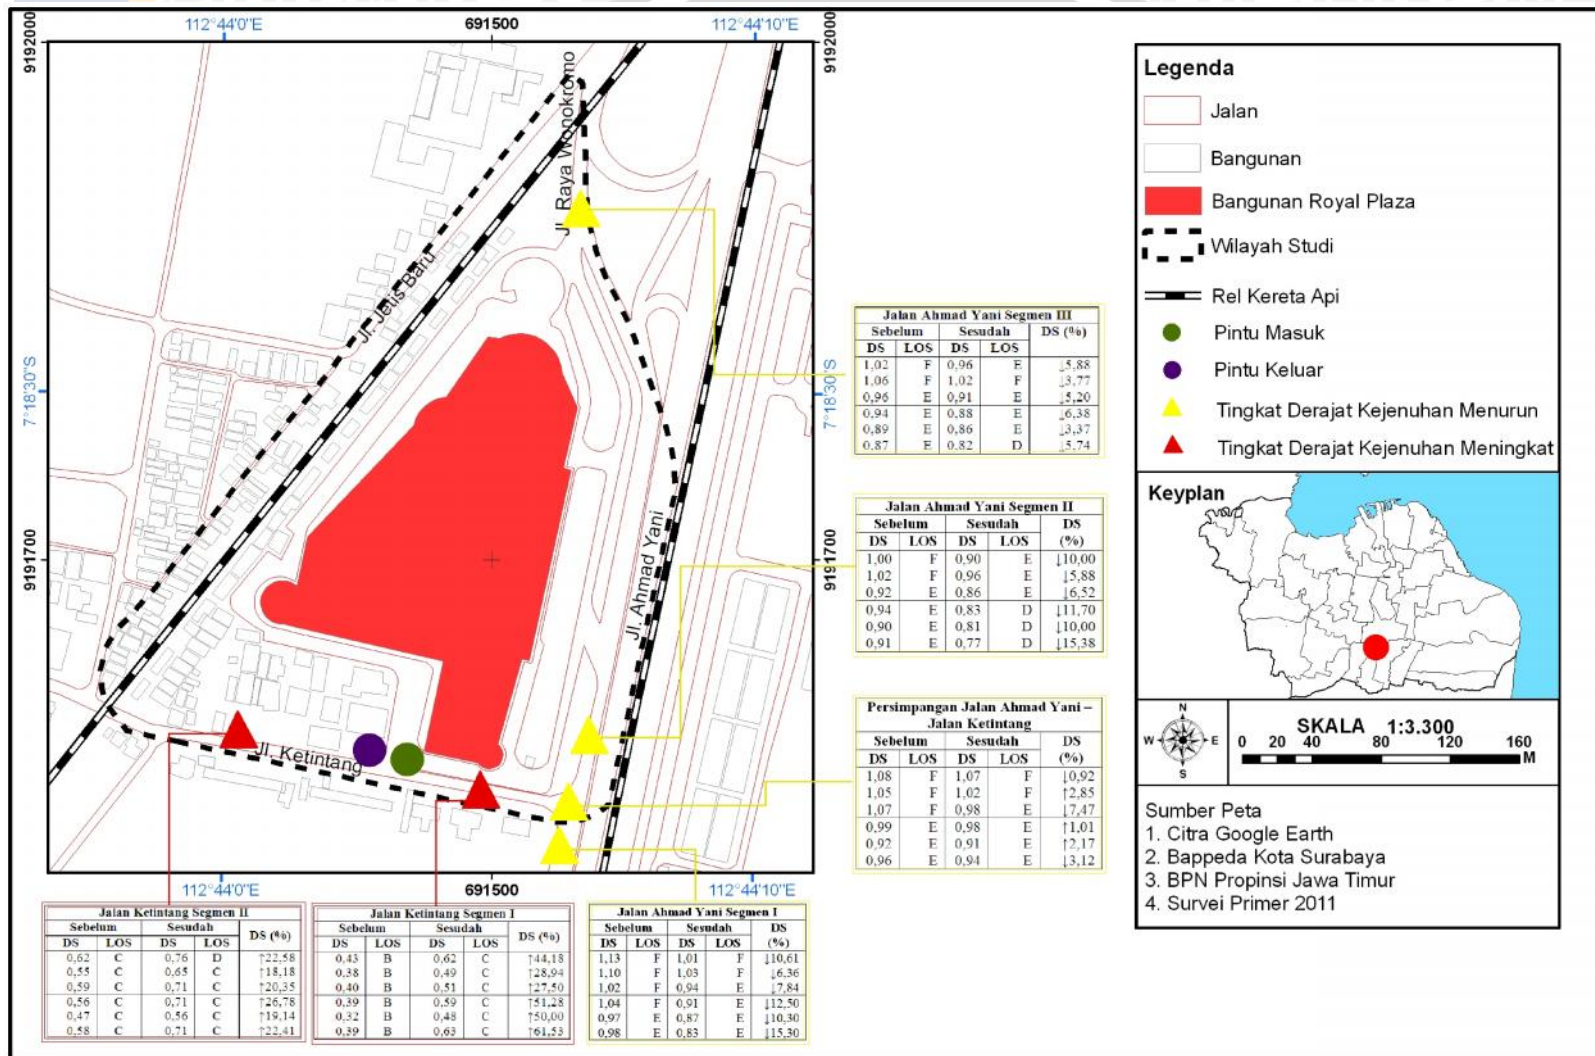 112°44'0"E 691500 112°44'10"E
9192000 9192000
7°18'30"S 7°18'30"S
9191700 9191700
112°44'0"E 691500 112°44'10"E
Jl. Raya Wonokromo
Jl. Jetis Baru
Jl. Ahmad Yani
Jl. Ketintang
Jalan Ahmad Yani Segmen III
Sebelum Sesudah DS (%)
DS LOS DS LOS
1,02 F 0,96 E ↓5,88
1,06 F 1,02 F ↓3,77
0,96 E 0,91 E ↓5,20
0,94 E 0,88 E ↓6,38
0,89 E 0,86 E ↓3,37
0,87 E 0,82 D ↓5,74
Jalan Ahmad Yani Segmen II
Sebelum Sesudah DS
DS LOS DS LOS (%)
1,00 F 0,90 E ↓10,00
1,02 F 0,96 E ↓5,88
0,92 E 0,86 E ↓6,52
0,94 E 0,83 D ↓11,70
0,90 E 0,81 D ↓10,00
0,91 E 0,77 D ↓15,38
Persimpangan Jalan Ahmad Yani –
Jalan Ketintang
Sebelum Sesudah DS
DS LOS DS LOS (%)
1,08 F 1,07 F ↓0,92
1,05 F 1,02 F ↑2,85
1,07 F 0,98 E ↓7,47
0,99 E 0,98 E ↑1,01
0,92 E 0,91 E ↑2,17
0,96 E 0,94 E ↓3,12
Jalan Ketintang Segmen II
Sebelum Sesudah DS (%)
DS LOS DS LOS
0,62 C 0,76 D ↑22,58
0,55 C 0,65 C ↑18,18
0,59 C 0,71 C ↑20,35
0,56 C 0,71 C ↑26,78
0,47 C 0,56 C ↑19,14
0,58 C 0,71 C ↑22,41
Jalan Ketintang Segmen I
Sebelum Sesudah DS (%)
DS LOS DS LOS
0,43 B 0,62 C ↑44,18
0,38 B 0,49 C ↑28,94
0,40 B 0,51 C ↑27,50
0,39 B 0,59 C ↑51,28
0,32 B 0,48 C ↑50,00
0,39 B 0,63 C ↑61,53
Jalan Ahmad Yani Segmen I
Sebelum Sesudah DS
DS LOS DS LOS (%)
1,13 F 1,01 F ↓10,61
1,10 F 1,03 F ↓6,36
1,02 F 0,94 E ↓7,84
1,04 F 0,91 E ↓12,50
0,97 E 0,87 E ↓10,30
0,98 E 0,83 E ↓15,30
Legenda
Jalan
Bangunan
Bangunan Royal Plaza
Wilayah Studi
Rel Kereta Api
Pintu Masuk
Pintu Keluar
Tingkat Derajat Kejenuhan Menurun
Tingkat Derajat Kejenuhan Meningkat
Keyplan
N
W E
S
SKALA 1:3.300
0 20 40 80 120 160
M
Sumber Peta
1. Citra Google Earth
2. Bappeda Kota Surabaya
3. BPN Propinsi Jawa Timur
4. Survei Primer 2011